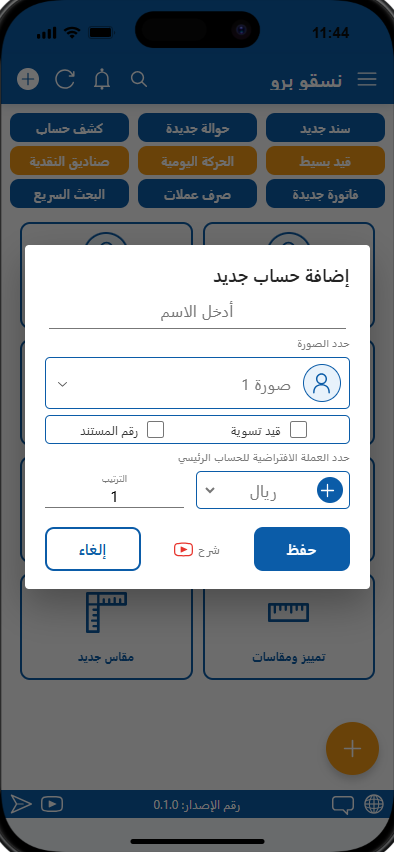 11:44
نسقو برو
سند جديد
حوالة جديدة
كشف حساب
قيد بسيط
الحركة اليومية
صناديق النقدية
فاتورة جديدة
صرف عملات
البحث السريع
إضافة حساب جديد
أدخل الاسم
حدد الصورة
صورة 1
قيد تسوية
رقم المستند
حدد العملة الافتراضية للحساب الرئيسي
ريال
الترتيب
1
حفظ
شرح
إلغاء
تمييز ومقاسات
مقاس جديد
رقم الإصدار: 0.1.0